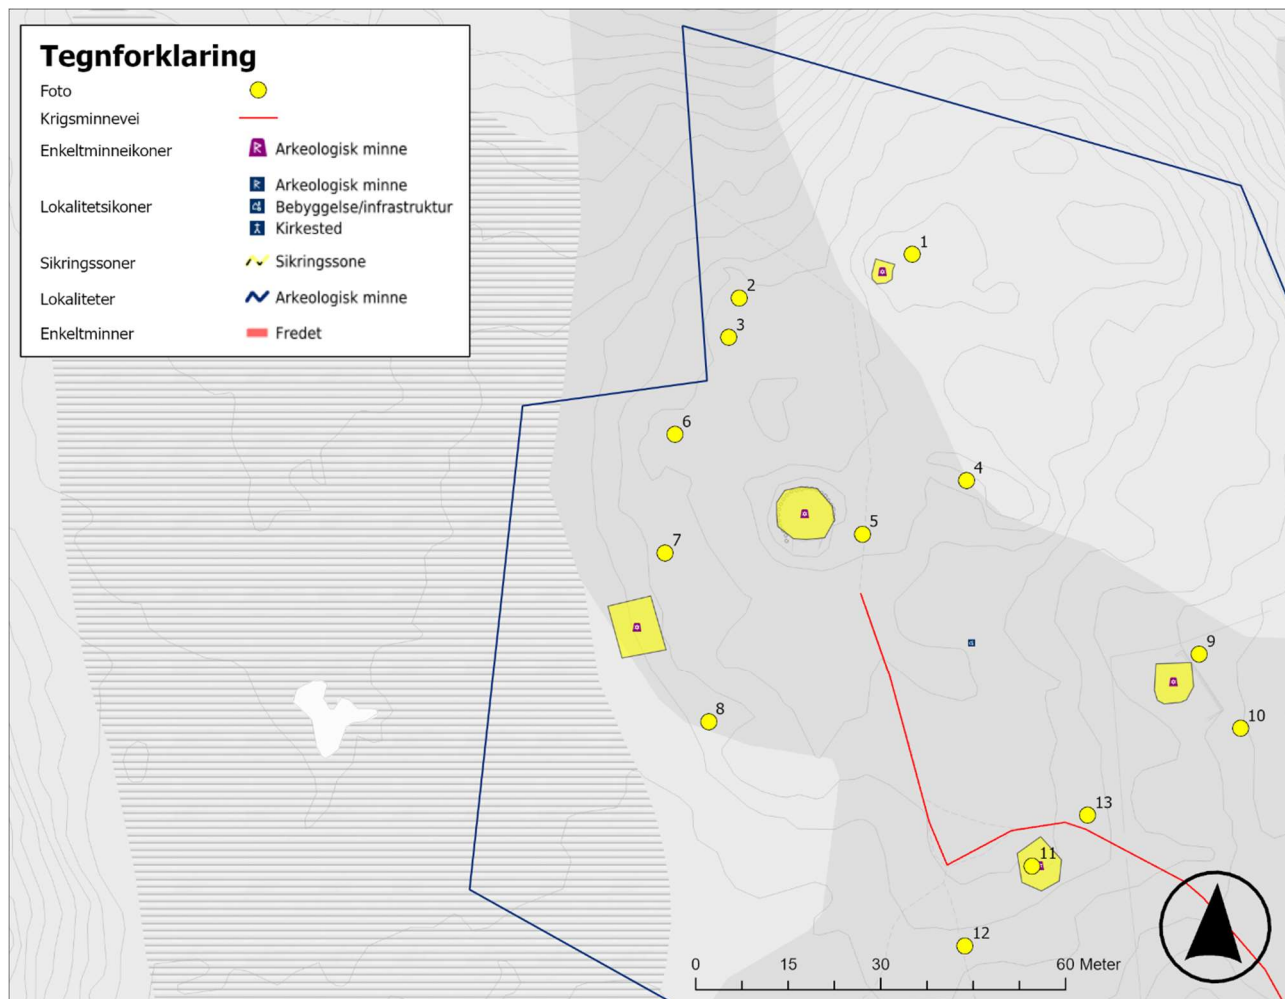 Tegnforklaring
Foto
Krigsminnevei
Enkeltminneikoner Arkeologisk minne
Arkeologisk minne
Lokalitetsikoner Bebyggelse/infrastruktur
Kirkested
Sikringssoner Sikringssone
Lokaliteter Arkeologisk minne
Enkeltminner Fredet
1
2
3
6
4
5
7
9
8
10
13
11
12
0 15 30 60 Meter